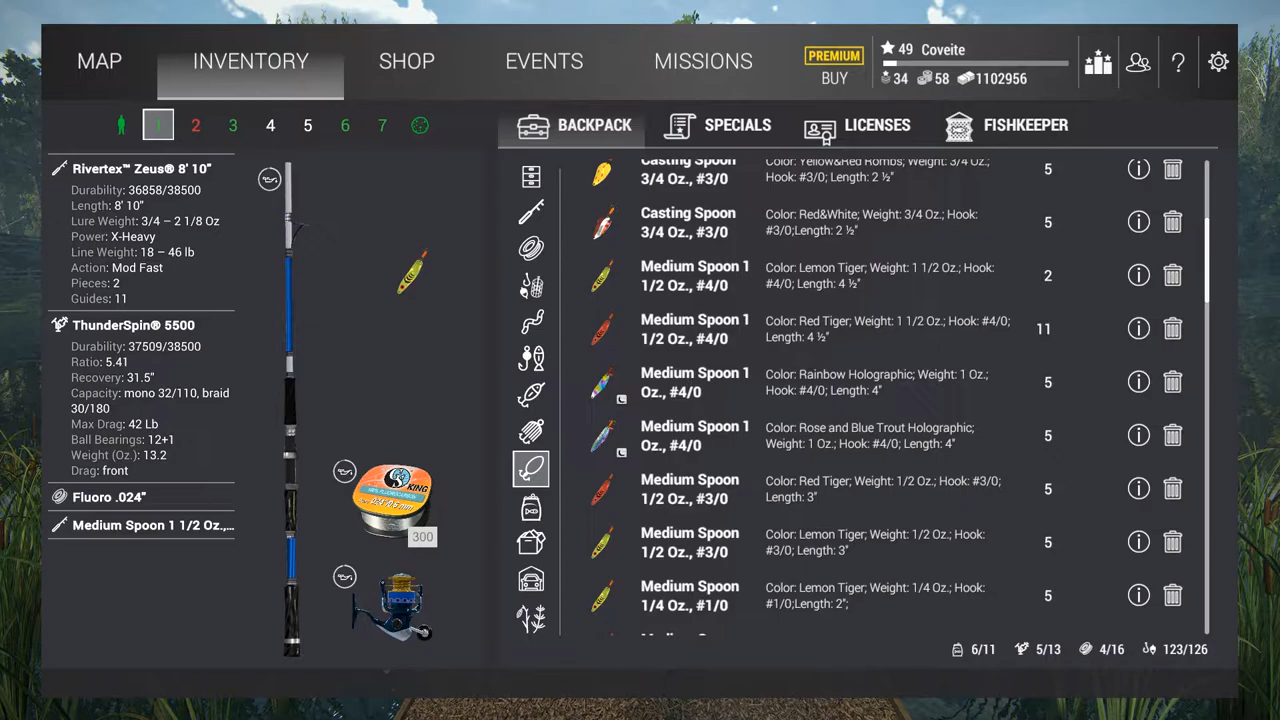 MAP
INVENTORY
SHOP
EVENTS
MISSIONS
PREMIUM
BUY
49 Coveite
34 58 1102956
?
1 2 3 4 5 6 7
BACKPACK
SPECIALS
LICENSES
FISHKEEPER
Rivertex™ Zeus® 8' 10"
Durability: 36858/38500
Length: 8' 10"
Lure Weight: 3/4 – 2 1/8 Oz
Power: X-Heavy
Line Weight: 18 – 46 lb
Action: Mod Fast
Pieces: 2
Guides: 11
ThunderSpin® 5500
Durability: 37509/38500
Ratio: 5.41
Recovery: 31.5"
Capacity: mono 32/110, braid
30/180
Max Drag: 42 Lb
Ball Bearings: 12+1
Weight (Oz.): 13.2
Drag: front
Fluoro .024"
Medium Spoon 1 1/2 Oz.,...
KING
300
Casting Spoon
3/4 Oz., #3/0
Color: Yellow&Red Rombs; Weight: 3/4 Oz.;
Hook: #3/0; Length: 2 ½"
5
Casting Spoon
3/4 Oz., #3/0
Color: Red&White; Weight: 3/4 Oz.; Hook:
#3/0;Length: 2 ½"
5
Medium Spoon 1
1/2 Oz., #4/0
Color: Lemon Tiger; Weight: 1 1/2 Oz.; Hook:
#4/0; Length: 4 ½"
2
Medium Spoon 1
1/2 Oz., #4/0
Color: Red Tiger; Weight: 1 1/2 Oz.; Hook: #4/0;
Length: 4 ½"
11
Medium Spoon 1
Oz., #4/0
Color: Rainbow Holographic; Weight: 1 Oz.;
Hook: #4/0; Length: 4"
5
Medium Spoon 1
Oz., #4/0
Color: Rose and Blue Trout Holographic;
Weight: 1 Oz.; Hook: #4/0; Length: 4"
5
Medium Spoon
1/2 Oz., #3/0
Color: Red Tiger; Weight: 1/2 Oz.; Hook: #3/0;
Length: 3"
5
Medium Spoon
1/2 Oz., #3/0
Color: Lemon Tiger; Weight: 1/2 Oz.; Hook:
#3/0; Length: 3"
5
Medium Spoon
1/4 Oz., #1/0
Color: Lemon Tiger; Weight: 1/4 Oz.; Hook:
#1/0;Length: 2";
5
6/11 5/13 4/16 123/126